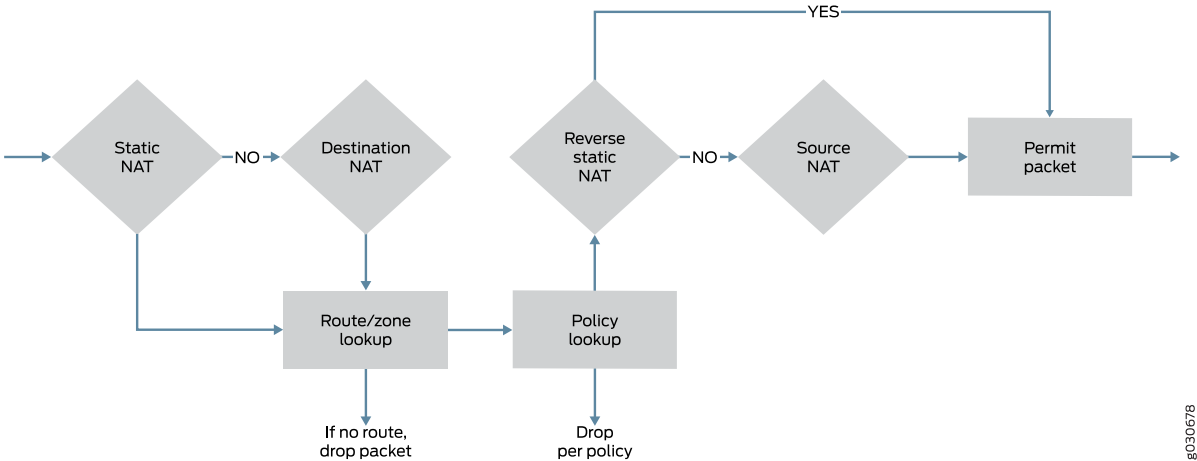 YES
Static
NAT
NO
Destination
NAT
Reverse
static
NAT
NO
Source
NAT
Permit
packet
Route/zone
lookup
Policy
lookup
If no route,
drop packet
Drop
per policy
g030678